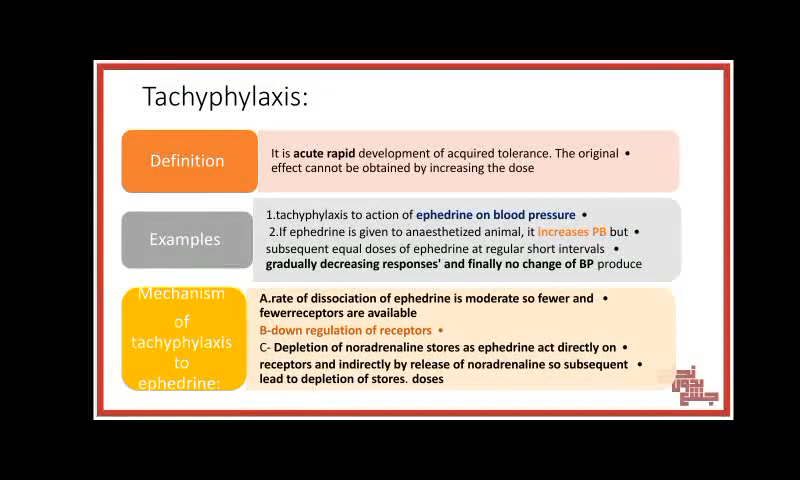 Tachyphylaxis:
Definition
It is acute rapid development of acquired tolerance. The original •
effect cannot be obtained by increasing the dose
Examples
1.tachyphylaxis to action of ephedrine on blood pressure •
2.If ephedrine is given to anaesthetized animal, it increases PB but •
subsequent equal doses of ephedrine at regular short intervals •
gradually decreasing responses' and finally no change of BP produce
Mechanism
of
tachyphylaxis
to
ephedrine:
A.rate of dissociation of ephedrine is moderate so fewer and •
fewerreceptors are available
B-down regulation of receptors •
C- Depletion of noradrenaline stores as ephedrine act directly on •
receptors and indirectly by release of noradrenaline so subsequent •
lead to depletion of stores. doses